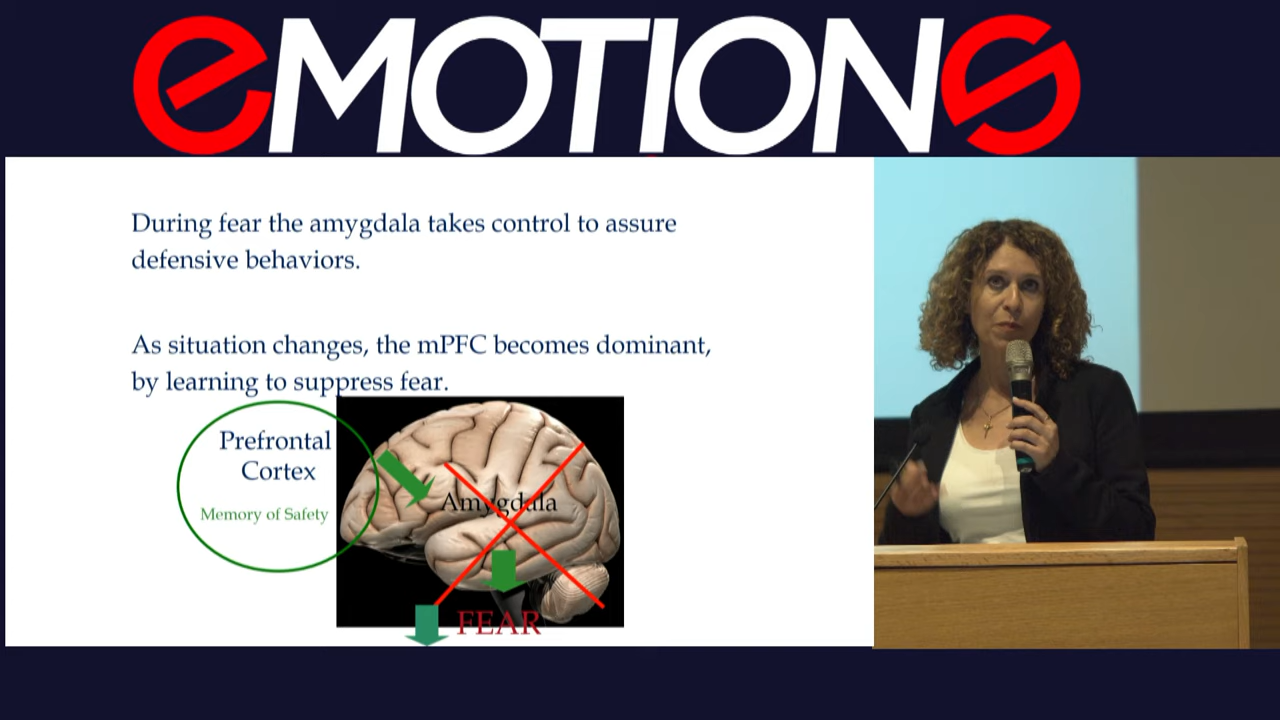 eMOTIONS
During fear the amygdala takes control to assure
defensive behaviors.
As situation changes, the mPFC becomes dominant,
by learning to suppress fear.
Prefrontal
Cortex
Memory of Safety
Amygdala
FEAR